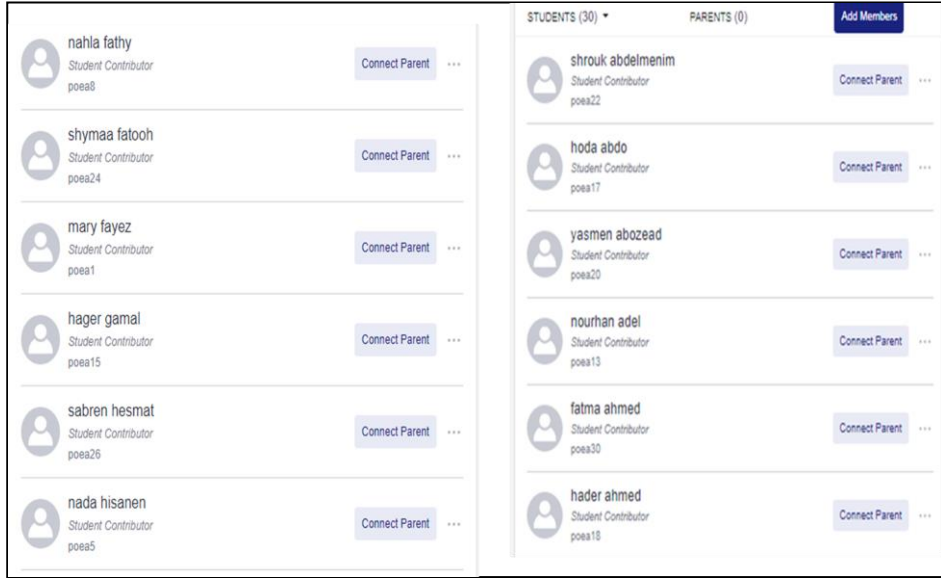 nahla fathy
Student Contributor
Connect Parent
poea8
shymaa fatooh
Student Contributor
Connect Parent
poea24
mary fayez
Student Contributor
Connect Parent
poea1
hager gamal
Student Contributor
Connect Parent
poea15
sabren hesmat
Student Contributor
Connect Parent
poea26
nada hisanen
Student Contributor
Connect Parent
poea5
STUDENTS (30) PARENTS (0) Add Members
shrouk abdelmenim
Student Contributor
Connect Parent
poea22
hoda abdo
Student Contributor
Connect Parent
poea17
yasmen abozead
Student Contributor
Connect Parent
poea20
nourhan adel
Student Contributor
Connect Parent
poea13
fatma ahmed
Student Contributor
Connect Parent
poea30
hader ahmed
Student Contributor
Connect Parent
poea18